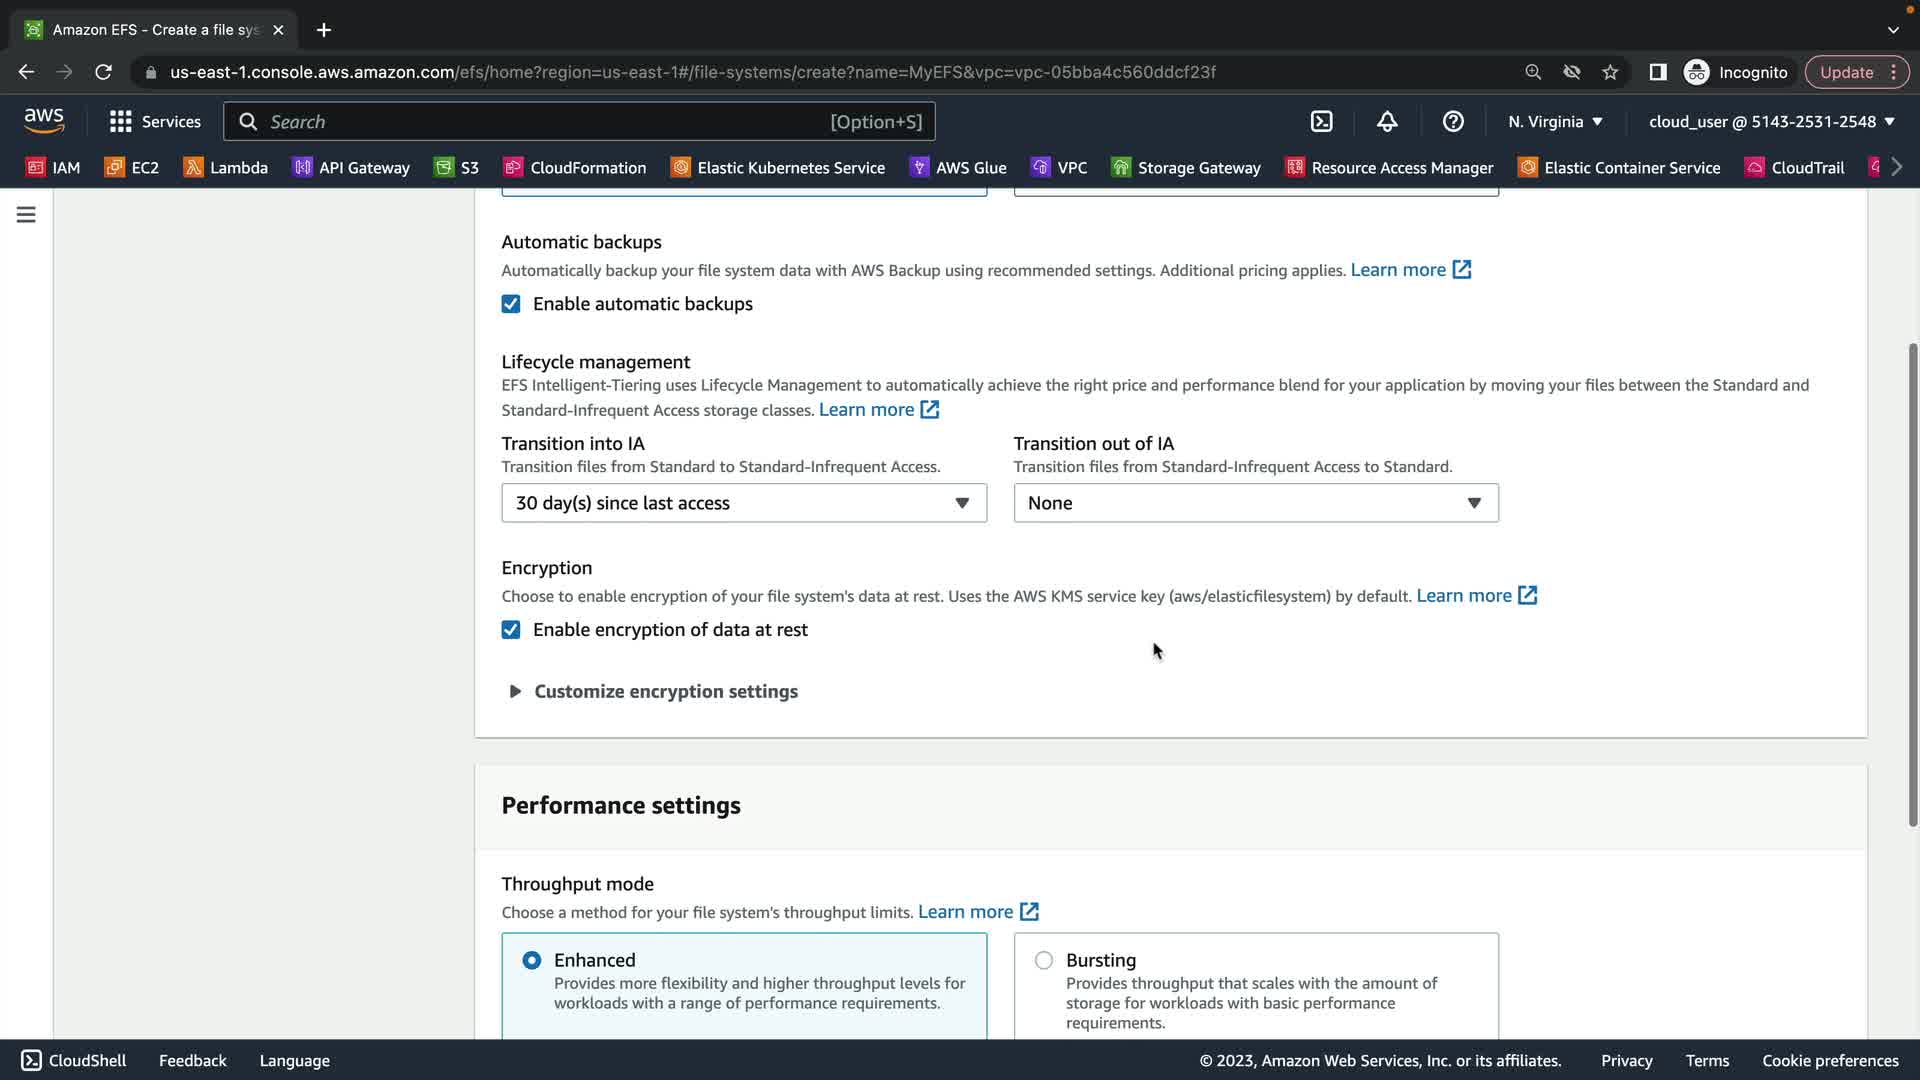 Amazon EFS - Create a file sys
us-east-1.console.aws.amazon.com/efs/home?region=us-east-1#/file-systems/create?name=MyEFS&vpc=vpc-05bba4c560ddcf23f
Incognito
Update
aws
Services
Search
[Option+S]
N. Virginia
cloud_user @ 5143-2531-2548
IAM
EC2
Lambda
API Gateway
S3
CloudFormation
Elastic Kubernetes Service
AWS Glue
VPC
Storage Gateway
Resource Access Manager
Elastic Container Service
CloudTrail
Automatic backups
Automatically backup your file system data with AWS Backup using recommended settings. Additional pricing applies. Learn more
Enable automatic backups
Lifecycle management
EFS Intelligent-Tiering uses Lifecycle Management to automatically achieve the right price and performance blend for your application by moving your files between the Standard and
Standard-Infrequent Access storage classes. Learn more
Transition into IA
Transition files from Standard to Standard-Infrequent Access.
30 day(s) since last access
Transition out of IA
Transition files from Standard-Infrequent Access to Standard.
None
Encryption
Choose to enable encryption of your file system's data at rest. Uses the AWS KMS service key (aws/elasticfilesystem) by default. Learn more
Enable encryption of data at rest
Customize encryption settings
Performance settings
Throughput mode
Choose a method for your file system's throughput limits. Learn more
Enhanced
Provides more flexibility and higher throughput levels for
workloads with a range of performance requirements.
Bursting
Provides throughput that scales with the amount of
storage for workloads with basic performance
requirements.
CloudShell
Feedback
Language
© 2023, Amazon Web Services, Inc. or its affiliates.
Privacy
Terms
Cookie preferences